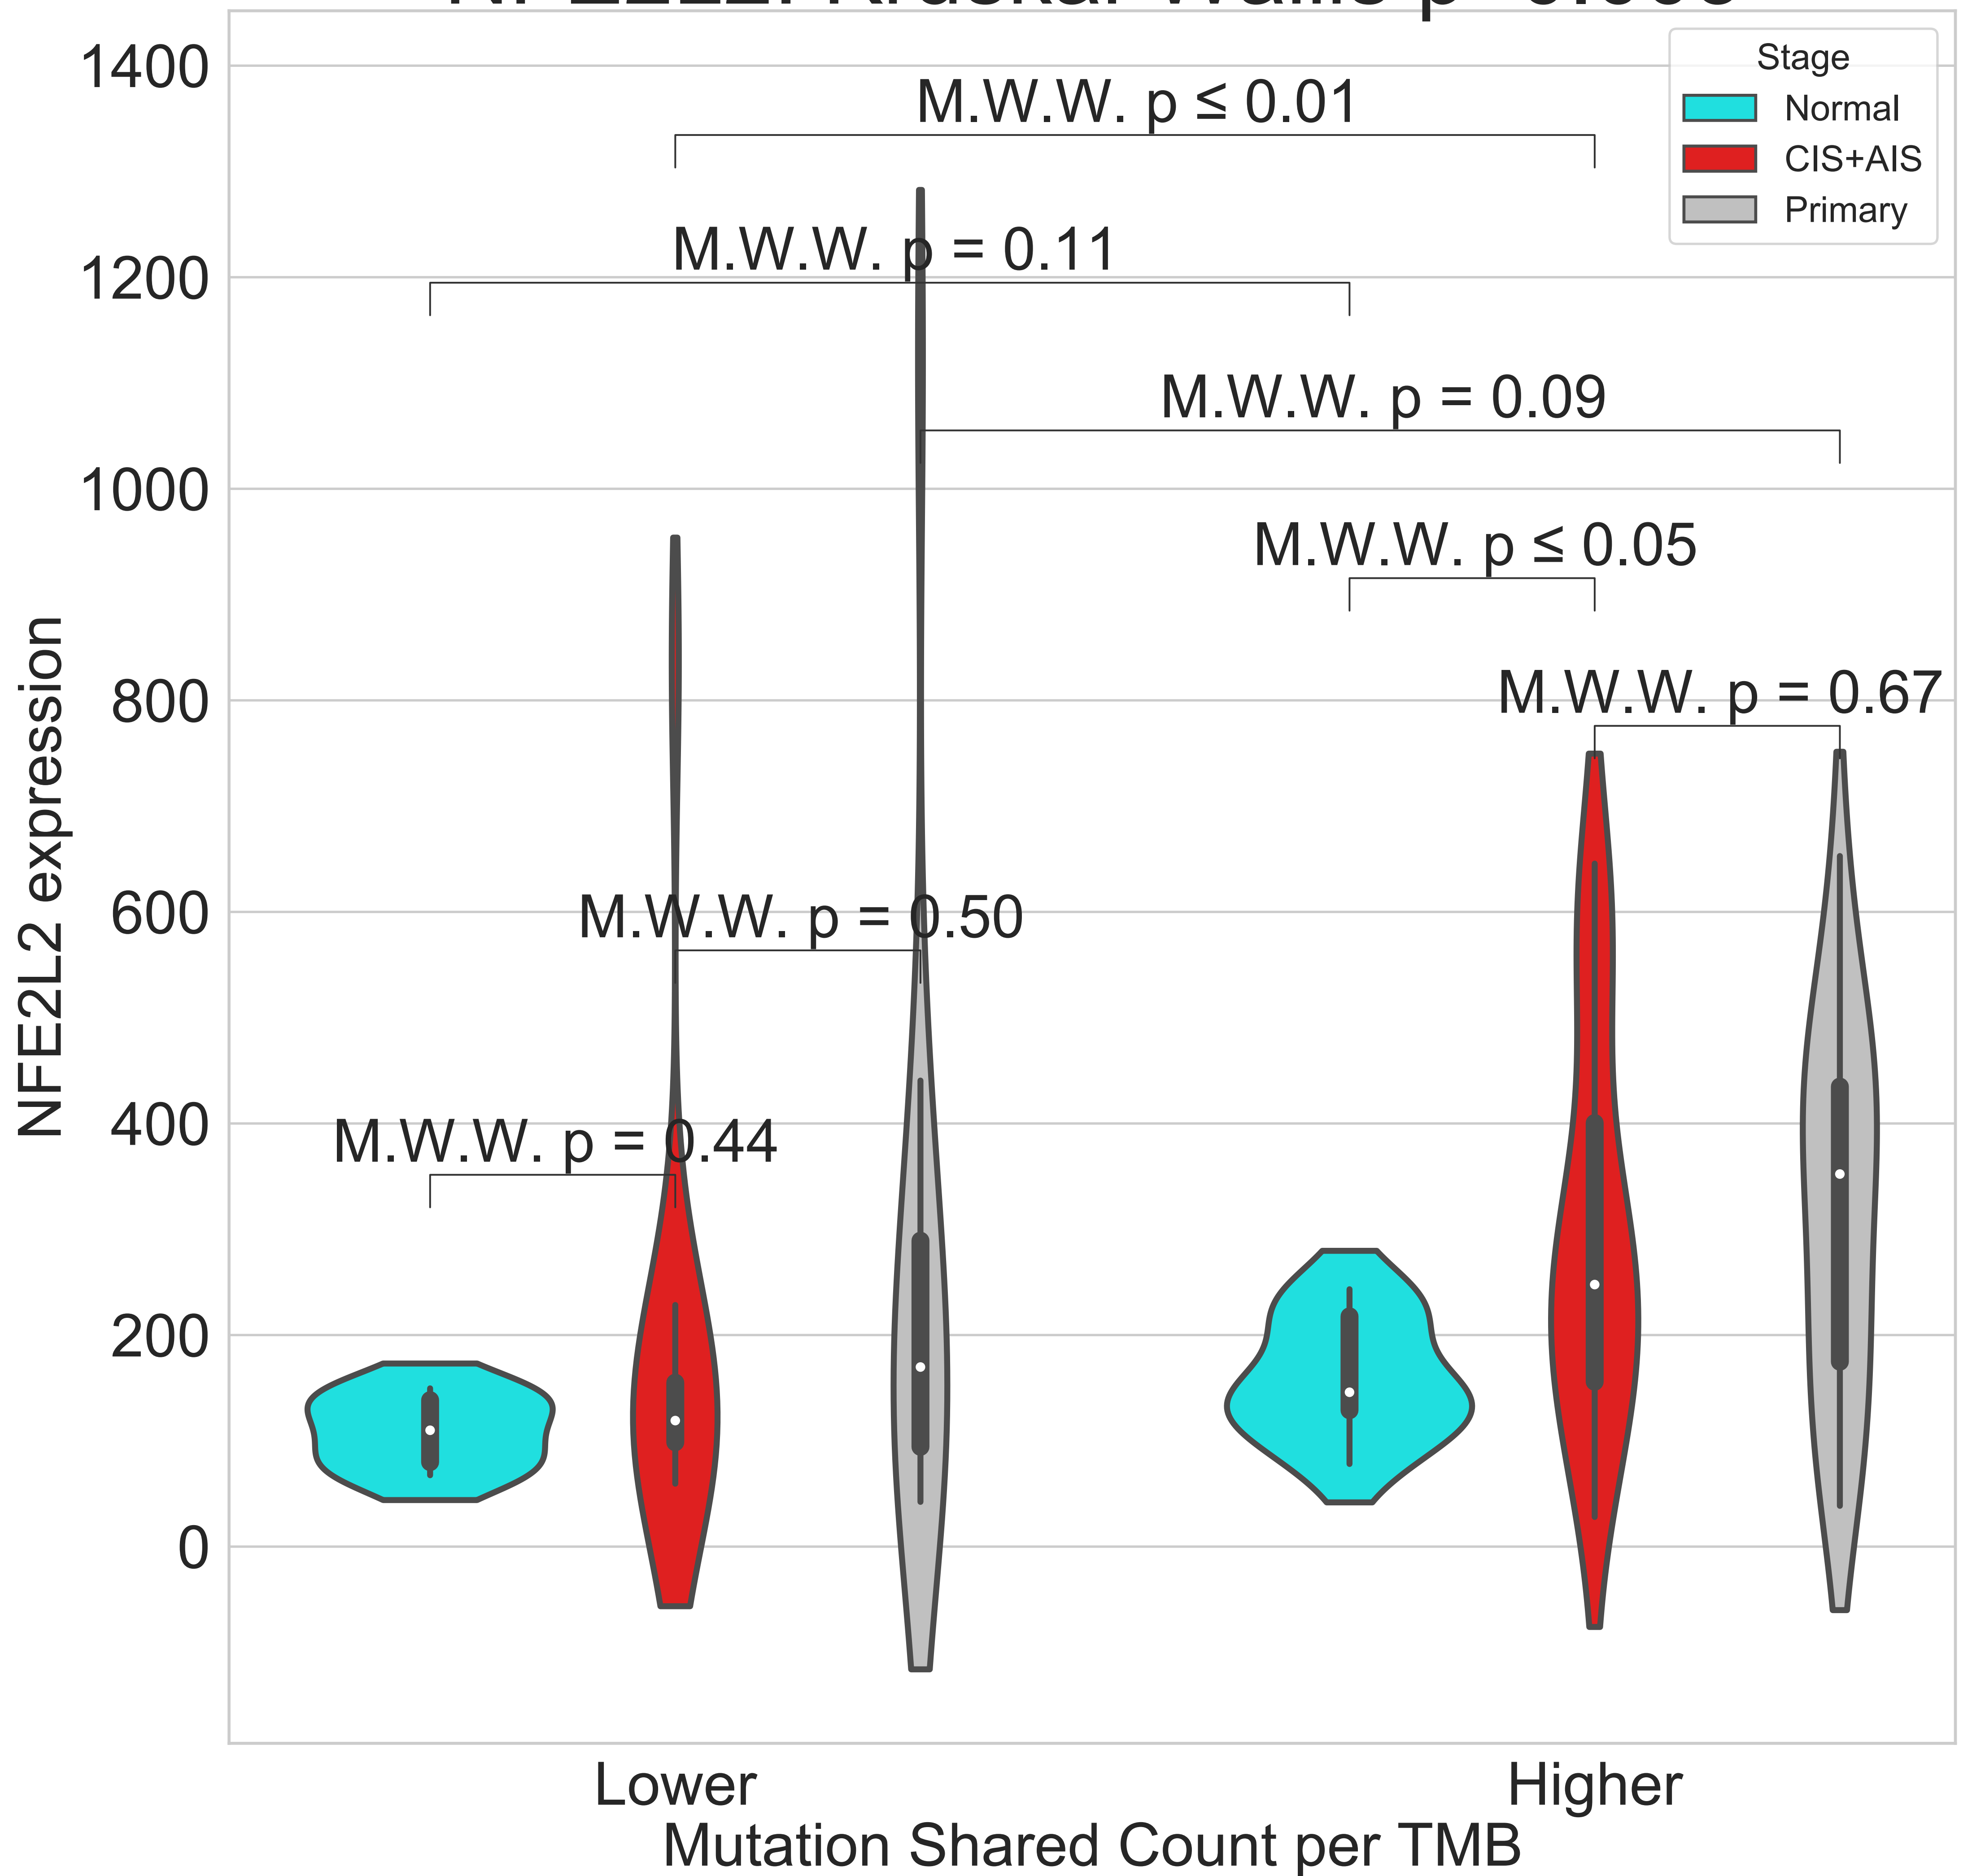 1400
1200
1000
800
600
400
200
0
NFE2L2 expression
Stage
Normal
CIS+AIS
Primary
M.W.W. p ≤ 0.01
M.W.W. p = 0.11
M.W.W. p = 0.09
M.W.W. p ≤ 0.05
M.W.W. p = 0.67
M.W.W. p = 0.50
M.W.W. p = 0.44
Lower
Higher
Mutation Shared Count per TMB